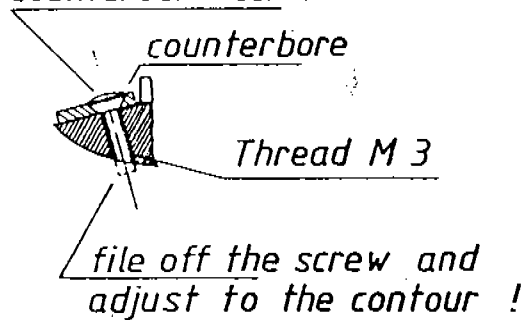 counterbore
Thread M 3
file off the screw and
adjust to the contour !